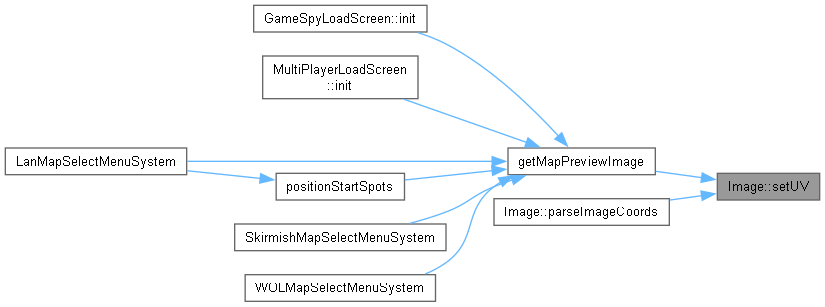 GameSpyLoadScreen::init
MultiPlayerLoadScreen
::init
LanMapSelectMenuSystem
getMapPreviewImage
positionStartSpots
Image::setUV
Image::parseImageCoords
SkirmishMapSelectMenuSystem
WOLMapSelectMenuSystem